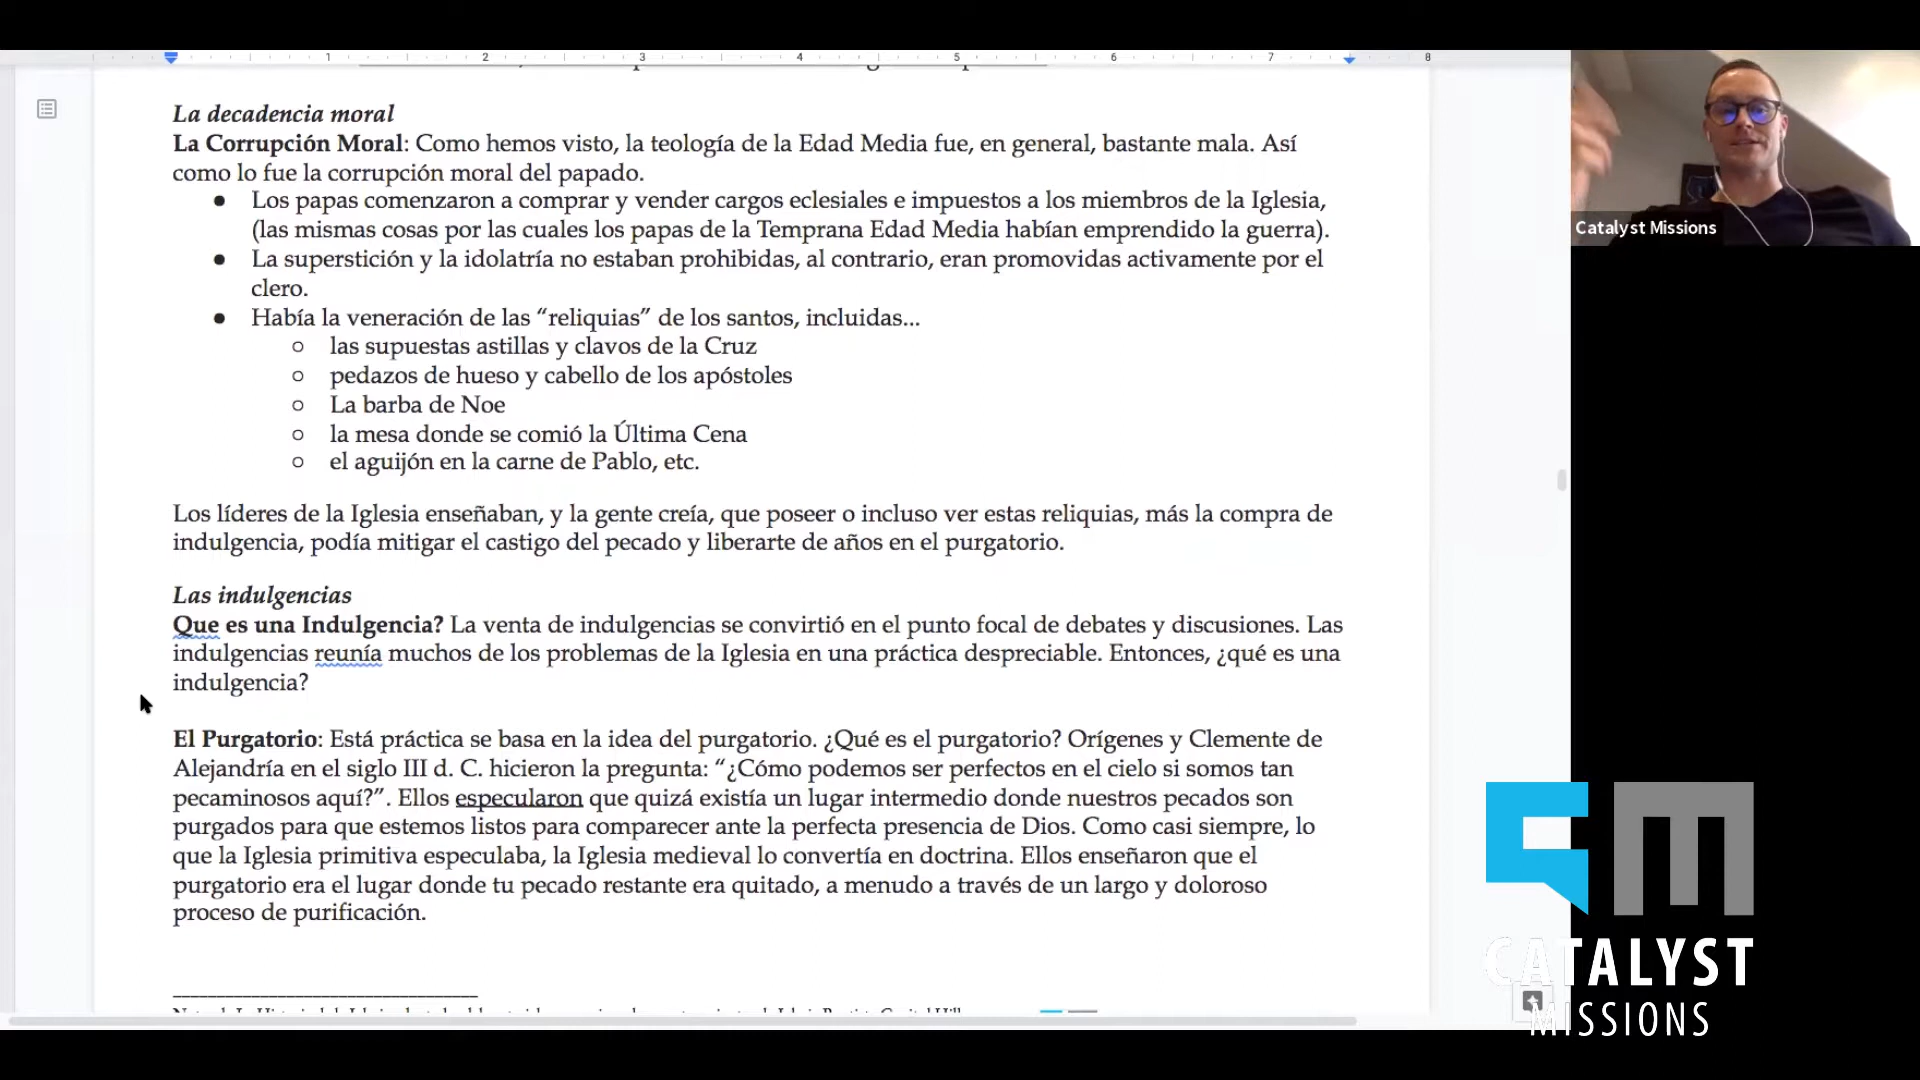 1 2 3 4 5 6 7 8
La decadencia moral
La Corrupción Moral: Como hemos visto, la teología de la Edad Media fue, en general, bastante mala. Así
como lo fue la corrupción moral del papado.
● Los papas comenzaron a comprar y vender cargos eclesiales e impuestos a los miembros de la Iglesia,
(las mismas cosas por las cuales los papas de la Temprana Edad Media habían emprendido la guerra).
● La superstición y la idolatría no estaban prohibidas, al contrario, eran promovidas activamente por el
clero.
● Había la veneración de las “reliquias” de los santos, incluidas...
○ las supuestas astillas y clavos de la Cruz
○ pedazos de hueso y cabello de los apóstoles
○ La barba de Noe
○ la mesa donde se comió la Última Cena
○ el aguijón en la carne de Pablo, etc.
Los líderes de la Iglesia enseñaban, y la gente creía, que poseer o incluso ver estas reliquias, más la compra de
indulgencia, podía mitigar el castigo del pecado y liberarte de años en el purgatorio.
Las indulgencias
Que es una Indulgencia? La venta de indulgencias se convirtió en el punto focal de debates y discusiones. Las
indulgencias reunía muchos de los problemas de la Iglesia en una práctica despreciable. Entonces, ¿qué es una
indulgencia?
El Purgatorio: Está práctica se basa en la idea del purgatorio. ¿Qué es el purgatorio? Orígenes y Clemente de
Alejandría en el siglo III d. C. hicieron la pregunta: “¿Cómo podemos ser perfectos en el cielo si somos tan
pecaminosos aquí?”. Ellos especularon que quizá existía un lugar intermedio donde nuestros pecados son
purgados para que estemos listos para comparecer ante la perfecta presencia de Dios. Como casi siempre, lo
que la Iglesia primitiva especulaba, la Iglesia medieval lo convertía en doctrina. Ellos enseñaron que el
purgatorio era el lugar donde tu pecado restante era quitado, a menudo a través de un largo y doloroso
proceso de purificación.
Catalyst Missions
CATALYST
MISSIONS